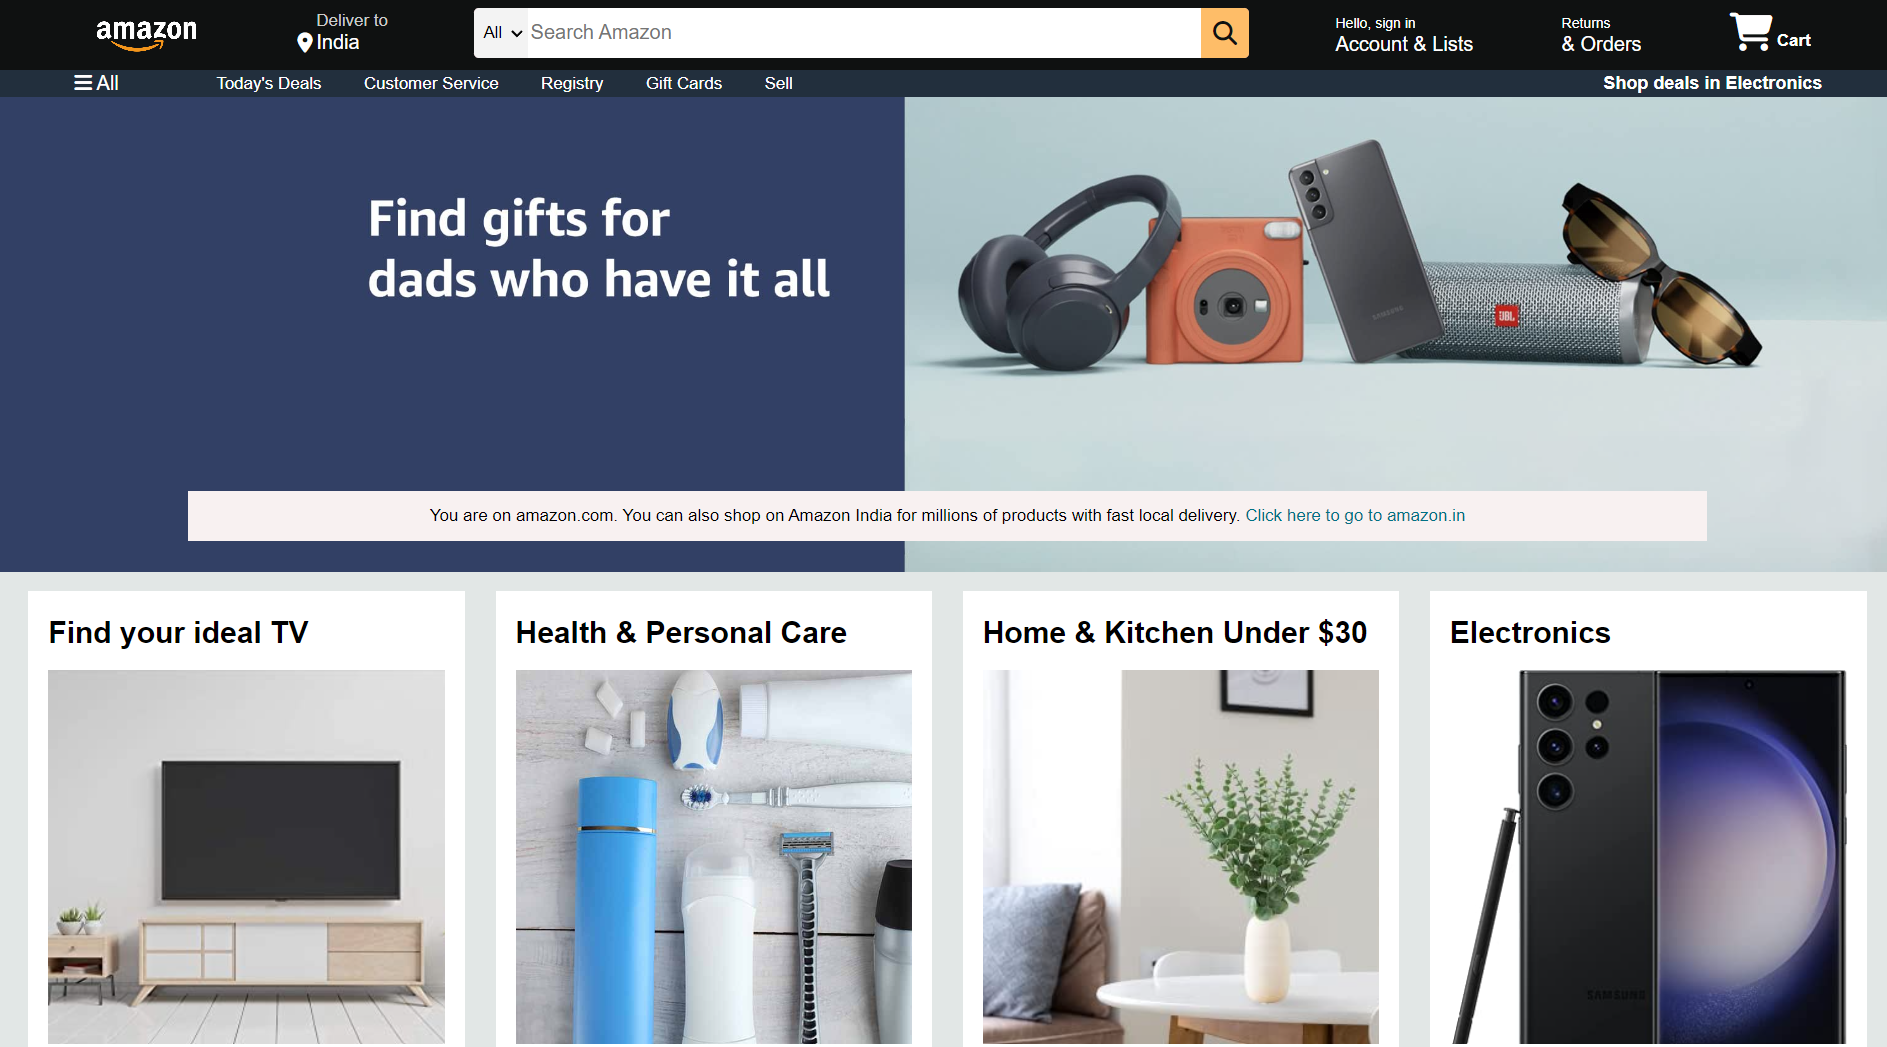 amazon
Deliver to
India
All
Search Amazon
Hello, sign in
Account & Lists
Returns
& Orders
Cart
All
Today's Deals
Customer Service
Registry
Gift Cards
Sell
Shop deals in Electronics
Find gifts for
dads who have it all
SAMSUNG
JBL
You are on amazon.com. You can also shop on Amazon India for millions of products with fast local delivery. Click here to go to amazon.in
Find your ideal TV
Health & Personal Care
Home & Kitchen Under $30
Electronics
SAMSUNG